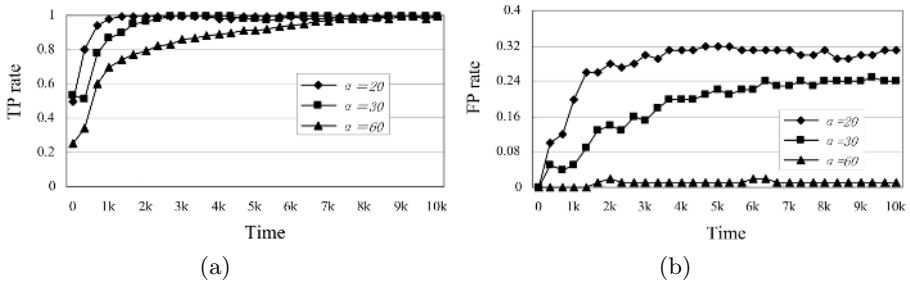 1
0.8
0.6
0.4
0.2
0
TP rate
α=20
α=30
α=60
0 1k 2k 3k 4k 5k 6k 7k 8k 9k 10k
Time
(a)
0.4
0.32
0.24
0.16
0.08
0
FP rate
α=20
α=30
α=60
0 1k 2k 3k 4k 5k 6k 7k 8k 9k 10k
Time
(b)